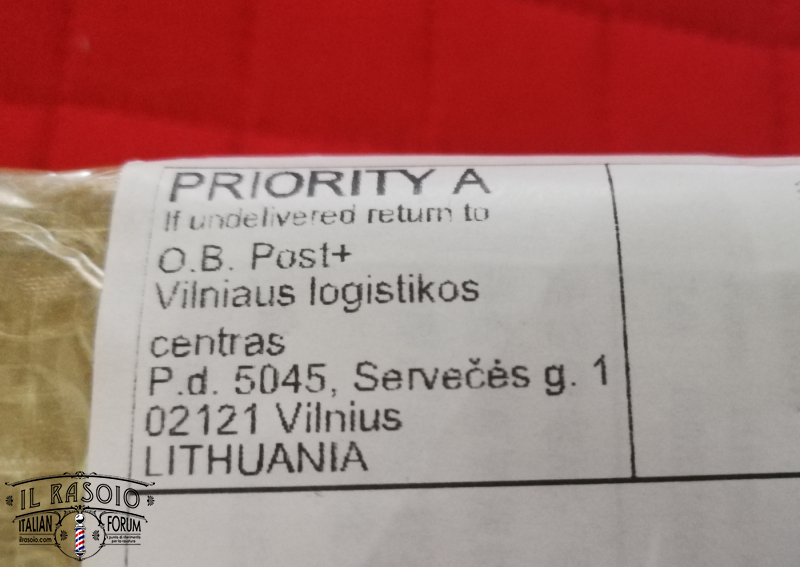 PRIORITY A
If undelivered return to
O.B. Post+
Vilniaus logistikos
centras
P.d. 5045, Servečės g. 1
02121 Vilnius
LITHUANIA
IL RASOIO
ITALIAN FORUM
ilrasoio.com